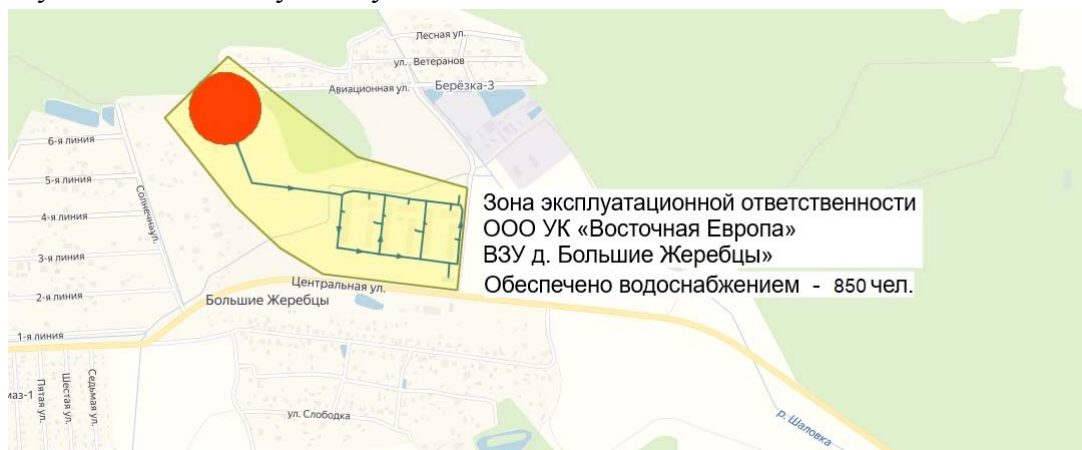 Лесная ул.
ул. Ветеранов
Авиационная ул.
Берёзка-3
6-я линия
5-я линия
Солнечная ул.
4-я линия
3-я линия
2-я линия
1-я линия
Зона эксплуатационной ответственности
ООО УК «Восточная Европа»
ВЗУ д. Большие Жеребцы»
Обеспечено водоснабжением - 850 чел.
Центральная ул.
Большие Жеребцы
маз-1
Пятая ул.
Шестая ул.
Седьмая ул.
ул. Слободка
р. Шаловка